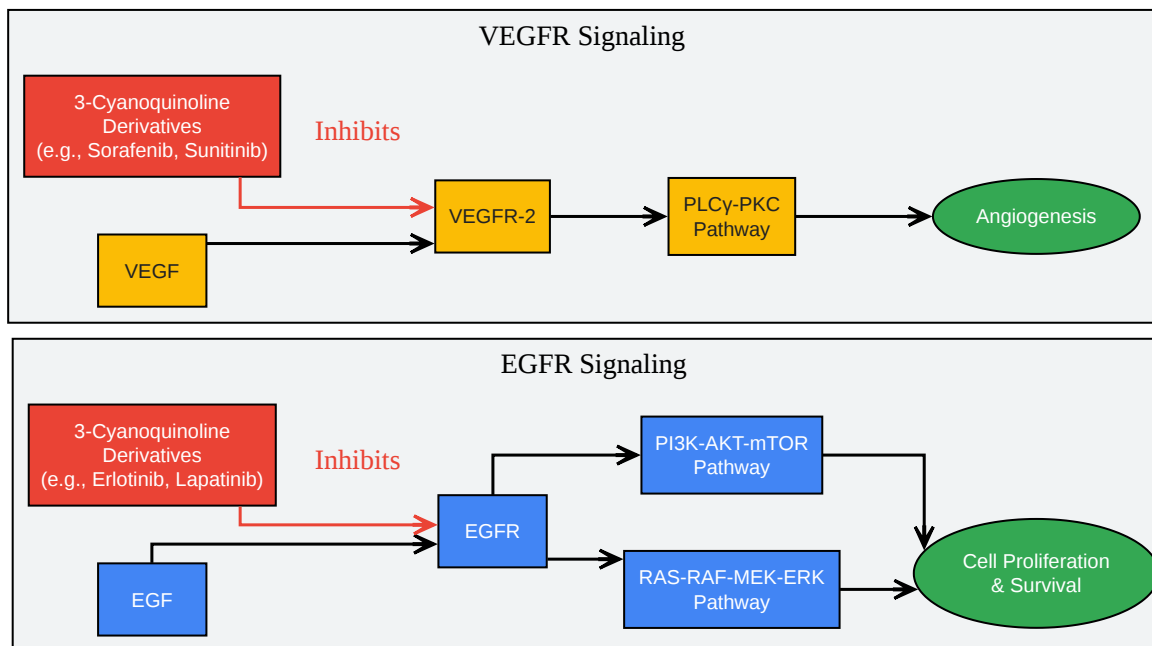 VEGFR Signaling
3-Cyanoquinoline
Derivatives
(e.g., Sorafenib, Sunitinib)
Inhibits
VEGFR-2
PLCγ-PKC
Pathway
Angiogenesis
VEGF
EGFR Signaling
3-Cyanoquinoline
Derivatives
(e.g., Erlotinib, Lapatinib)
Inhibits
PI3K-AKT-mTOR
Pathway
EGFR
EGF
RAS-RAF-MEK-ERK
Pathway
Cell Proliferation
& Survival